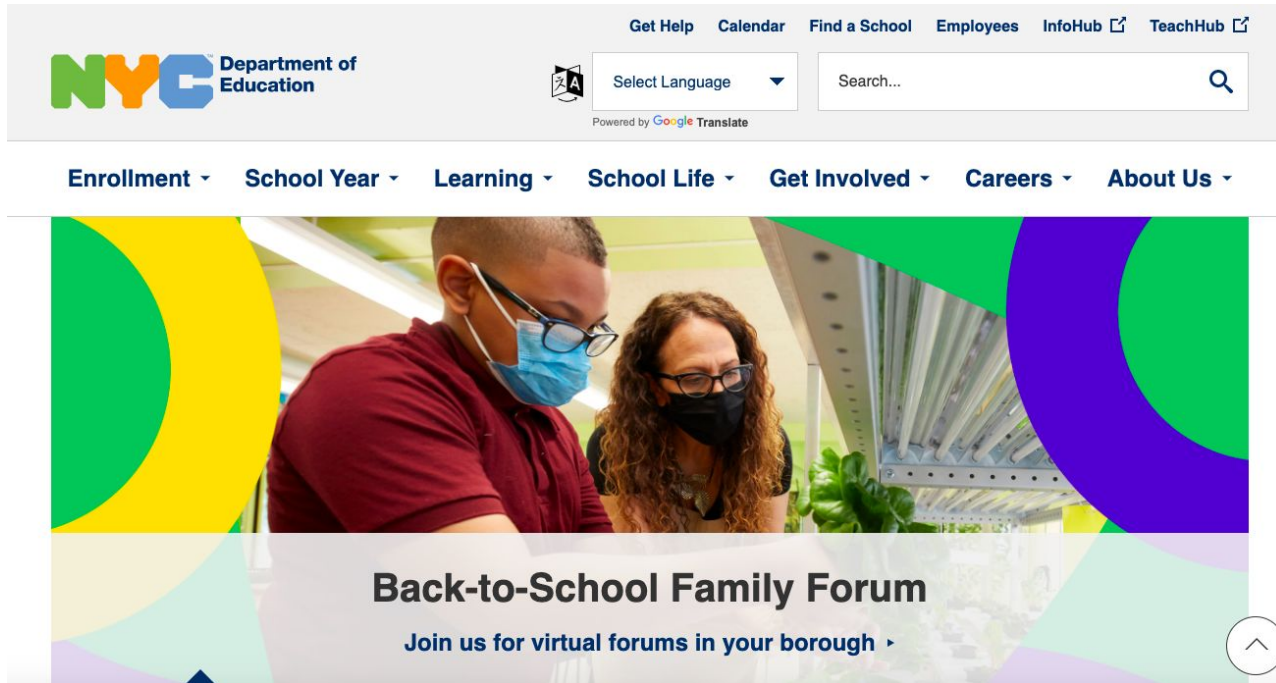 Get Help Calendar Find a School Employees InfoHub TeachHub
NYC Department of
Education
Select Language
Search...
Powered by Google Translate
Enrollment School Year Learning School Life Get Involved Careers About Us
Back-to-School Family Forum
Join us for virtual forums in your borough